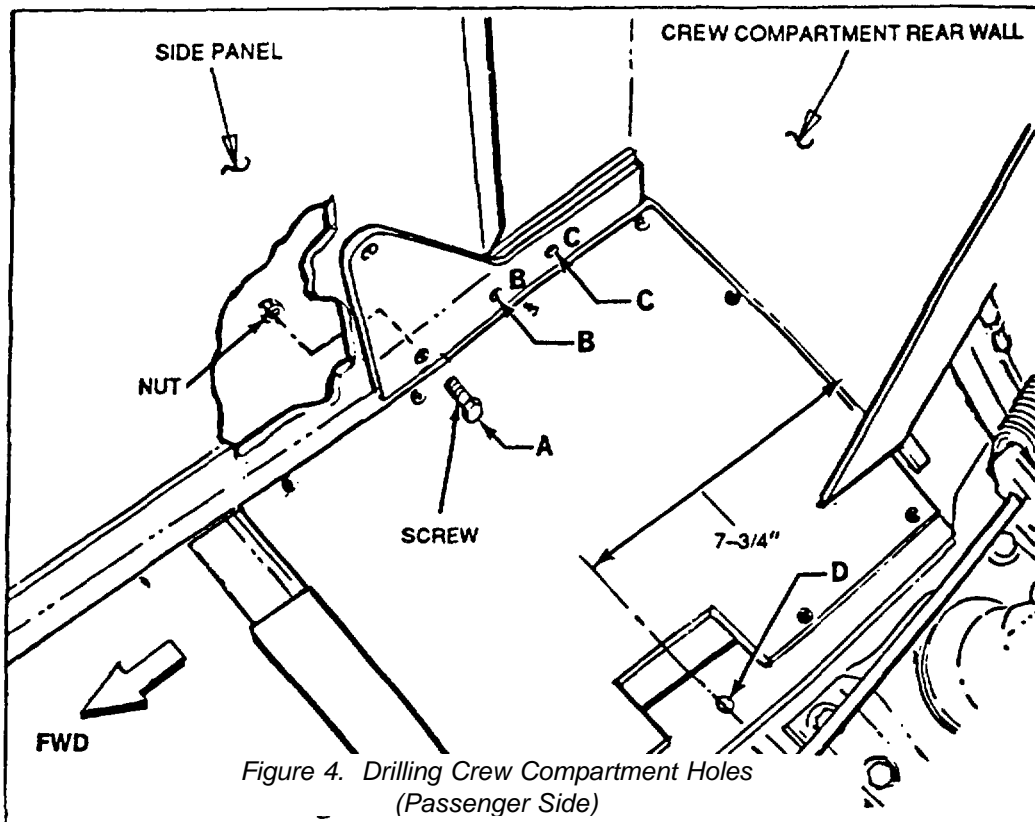 SIDE PANEL
CREW COMPARTMENT REAR WALL
C
B
C
B
NUT
A
SCREW
7-3/4"
D
FWD
Figure 4. Drilling Crew Compartment Holes
(Passenger Side)